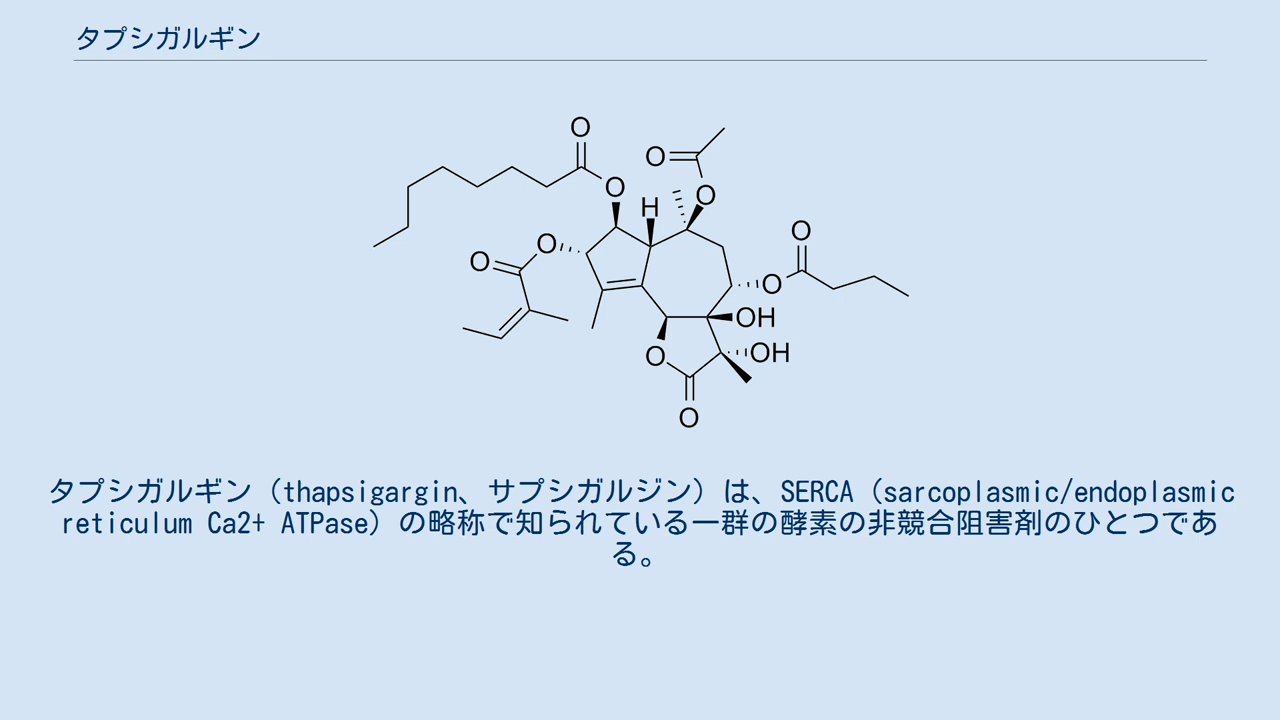 タプシガルギン
O
O
O
O
H
O
O
O
O
OH
O
OH
O
タプシガルギン（thapsigargin、サプシガルジン）は、SERCA（sarcoplasmic/endoplasmic
reticulum Ca2+ ATPase）の略称で知られている一群の酵素の非競合阻害剤のひとつであ
る。